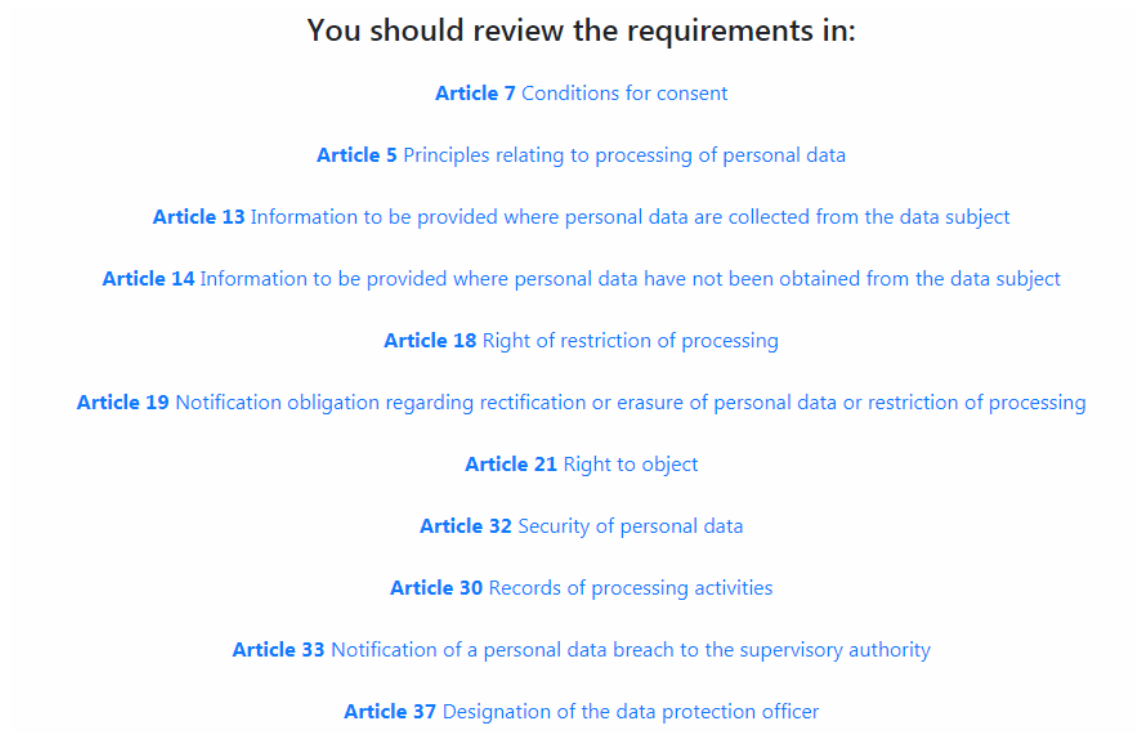 You should review the requirements in:
Article 7 Conditions for consent
Article 5 Principles relating to processing of personal data
Article 13 Information to be provided where personal data are collected from the data subject
Article 14 Information to be provided where personal data have not been obtained from the data subject
Article 18 Right of restriction of processing
Article 19 Notification obligation regarding rectification or erasure of personal data or restriction of processing
Article 21 Right to object
Article 32 Security of personal data
Article 30 Records of processing activities
Article 33 Notification of a personal data breach to the supervisory authority
Article 37 Designation of the data protection officer